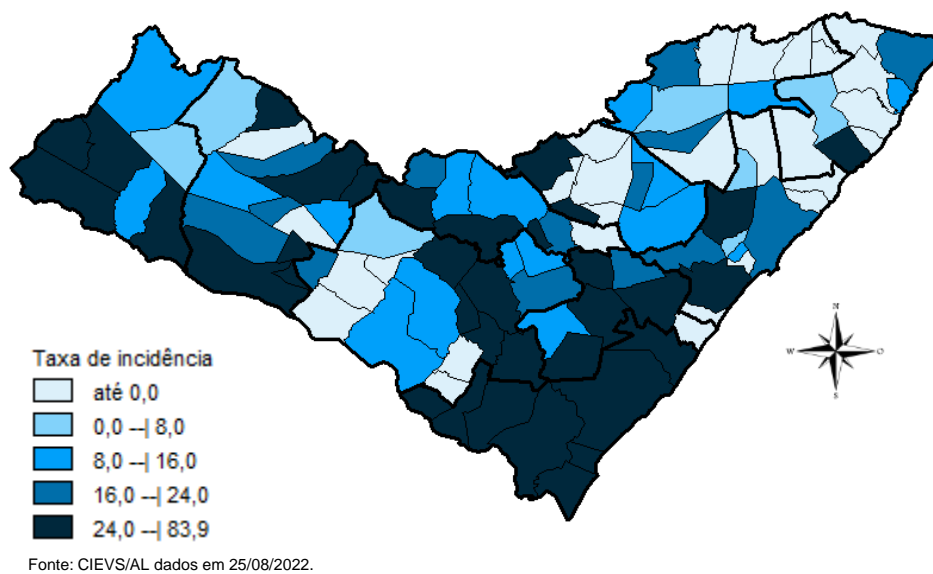 N
W O
S
Taxa de incidência
até 0,0
0,0 --| 8,0
8,0 --| 16,0
16,0 --| 24,0
24,0 --| 83,9
Fonte: CIEVS/AL dados em 25/08/2022.